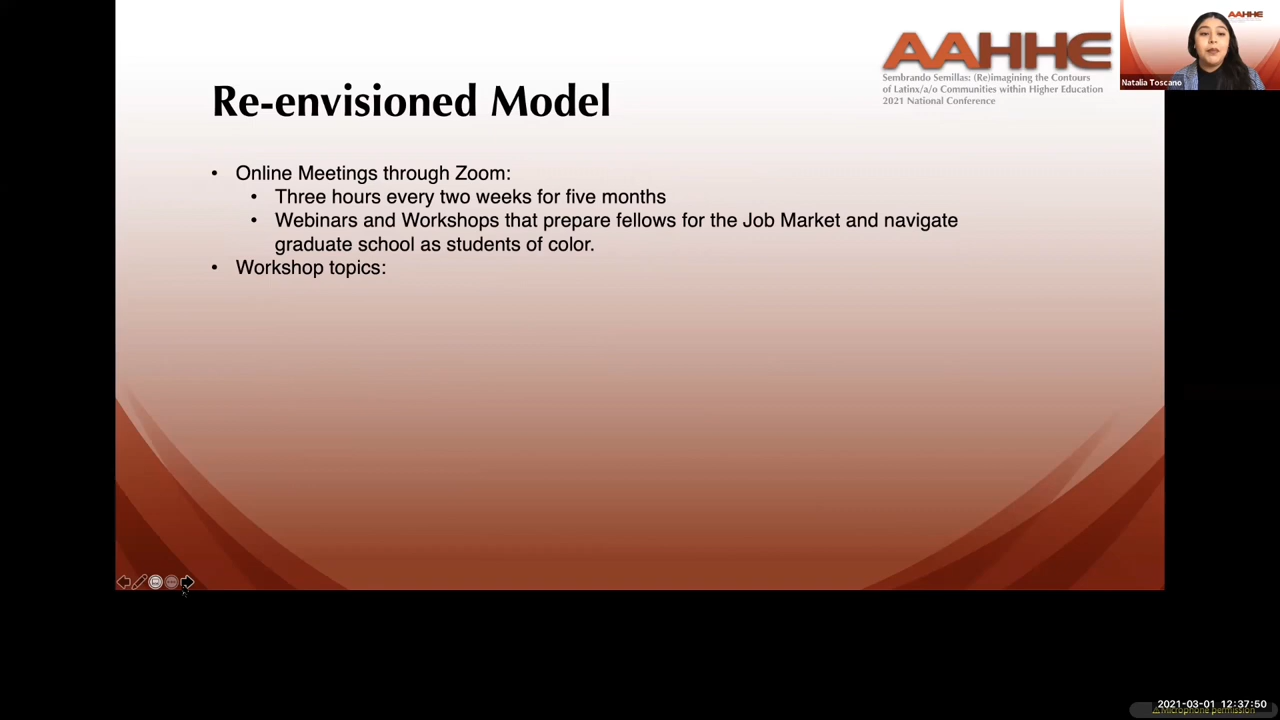 AAHHE
Sembrando Semillas: (Re)imagining the Contours
of Latinx/a/o Communities within Higher Education
2021 National Conference
AAHHE
Natalia Toscano
Re-envisioned Model
• Online Meetings through Zoom:
• Three hours every two weeks for five months
• Webinars and Workshops that prepare fellows for the Job Market and navigate
graduate school as students of color.
• Workshop topics:
2021-03-01 12:37:50
Microphone permission